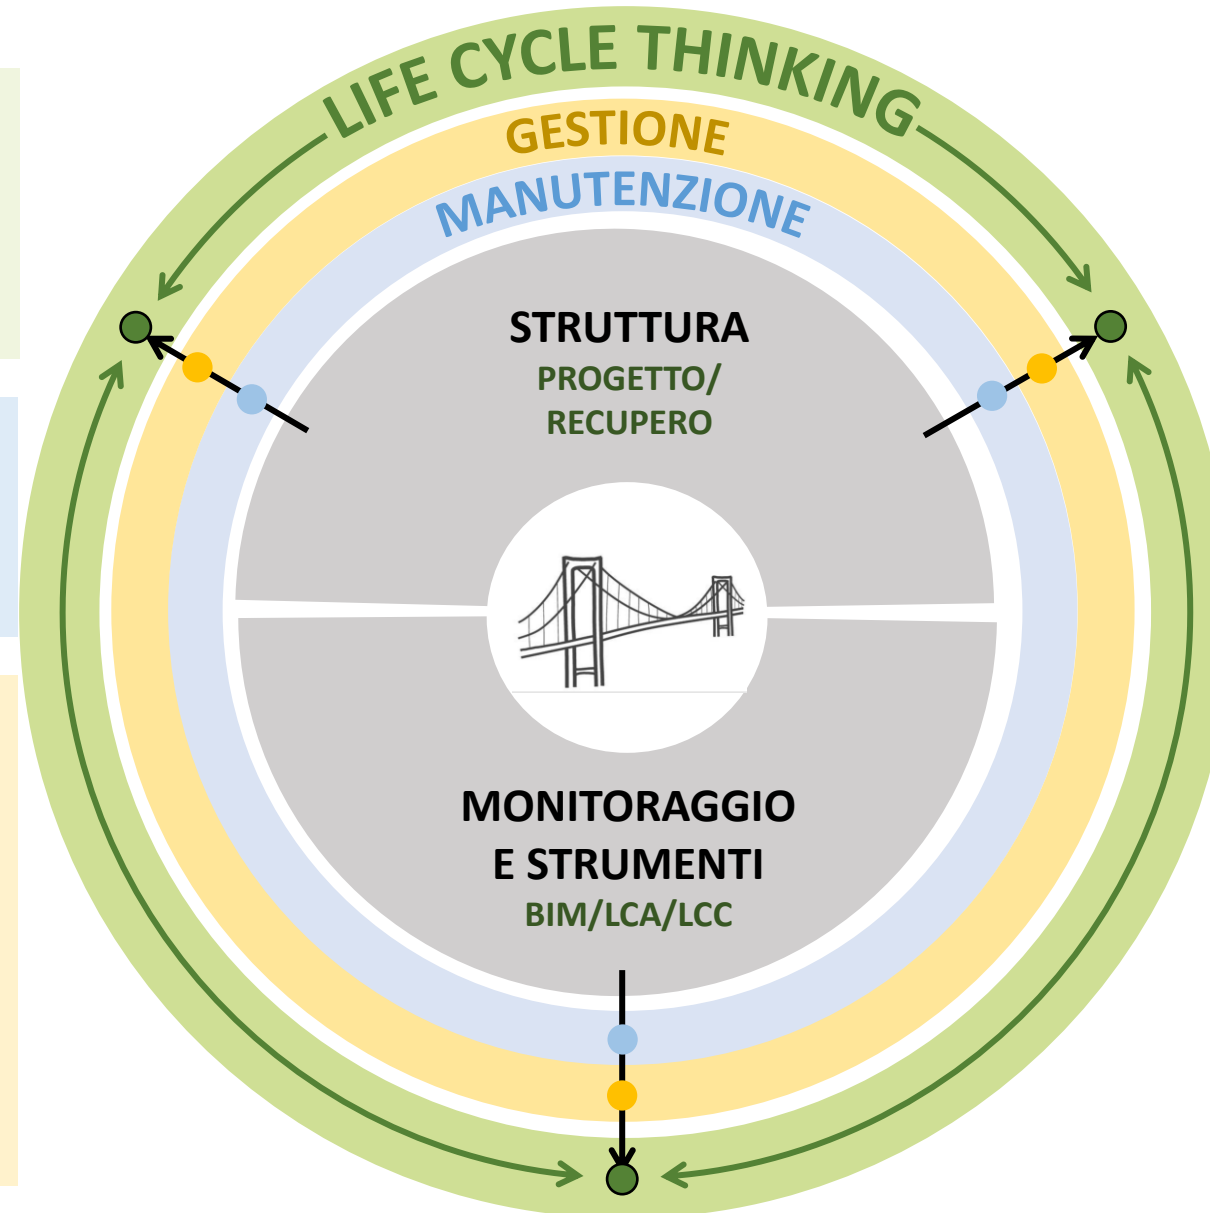 LIFE CYCLE THINKING
GESTIONE
MANUTENZIONE
STRUTTURA
PROGETTO/
RECUPERO
MONITORAGGIO
E STRUMENTI
BIM/LCA/LCC